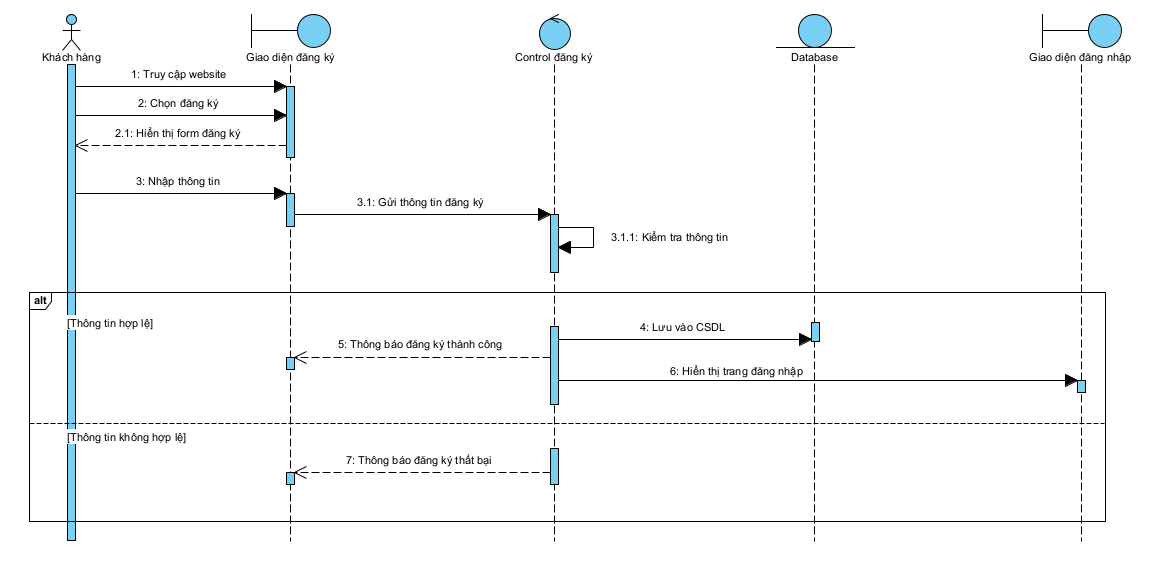 Khách hàng
Giao diện đăng ký
Control đăng ký
Database
Giao diện đăng nhập
1: Truy cập website
2: Chọn đăng ký
2.1: Hiển thị form đăng ký
3: Nhập thông tin
3.1: Gửi thông tin đăng ký
3.1.1: Kiểm tra thông tin
alt
[Thông tin hợp lệ]
4: Lưu vào CSDL
5: Thông báo đăng ký thành công
6: Hiển thị trang đăng nhập
[Thông tin không hợp lệ]
7: Thông báo đăng ký thất bại